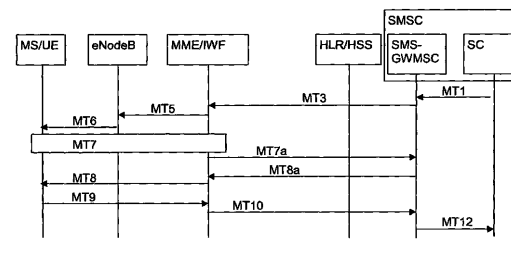 SMSC
MS/UE
eNodeB
MME/IWF
HLR/HSS
SMS-
GWMSC
SC
MT1
MT3
MT5
MT6
MT7
MT7a
MT8a
MT8
MT9
MT10
MT12